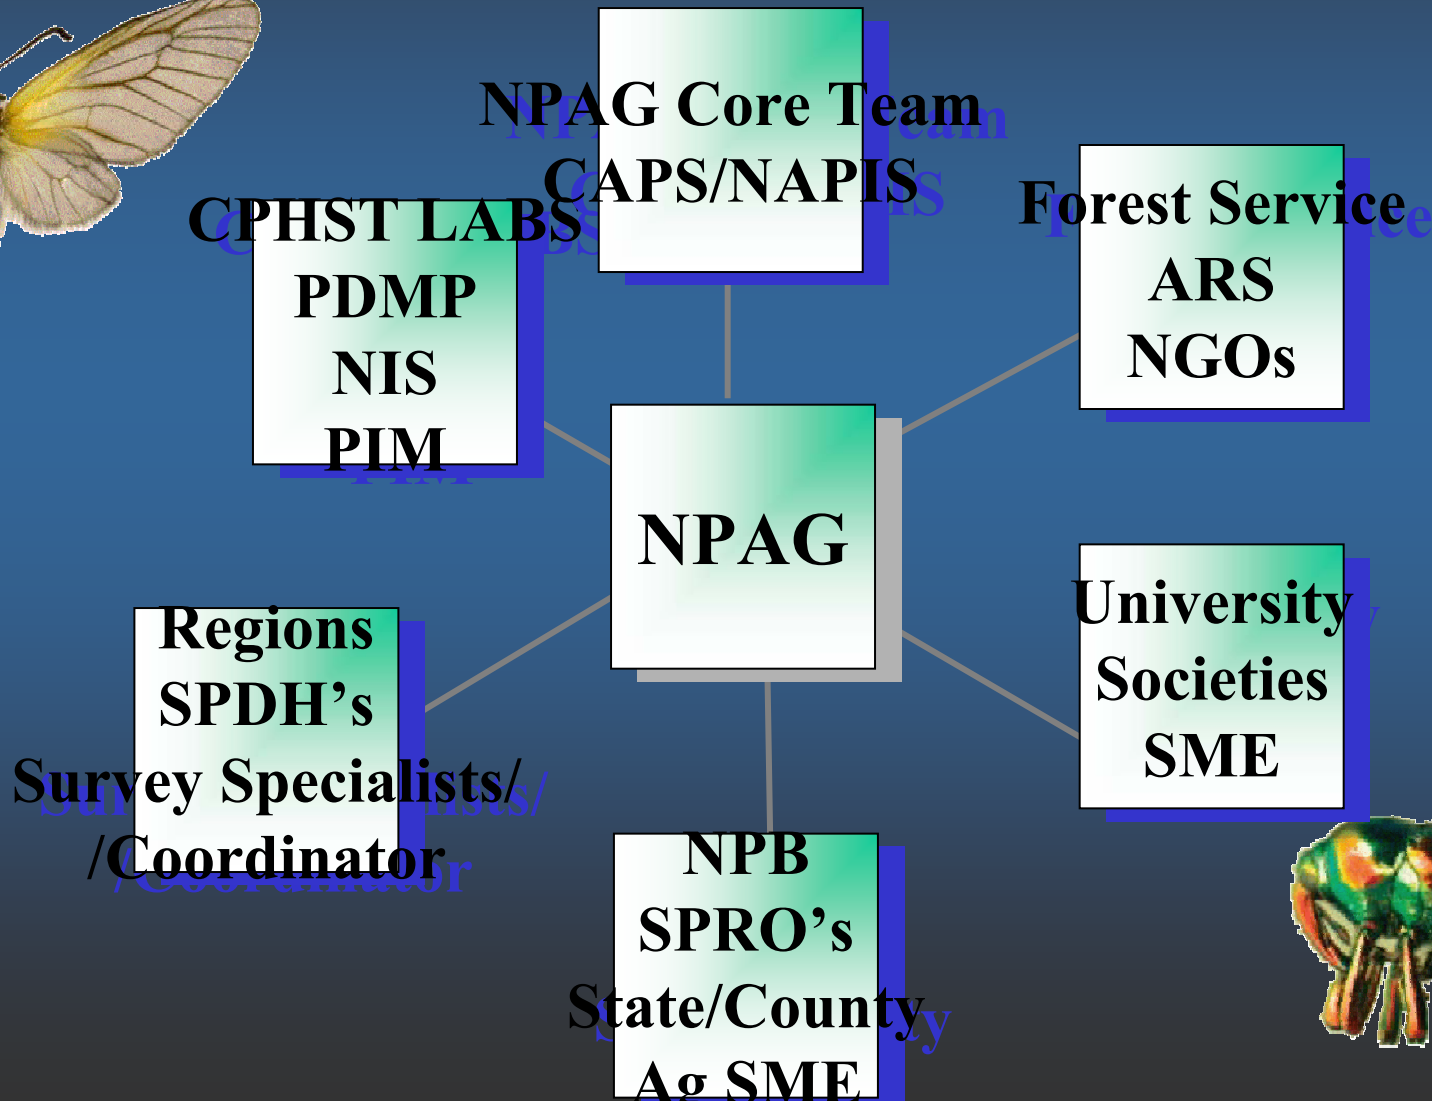 NPAG Core Team
CAPS/NAPIS
CPHST LABS
PDMP
NIS
PIM
Forest Service
ARS
NGOs
NPAG
Regions
SPDH’s
Survey Specialists/
/Coordinator
University
Societies
SME
NPB
SPRO’s
State/County
Ag SME